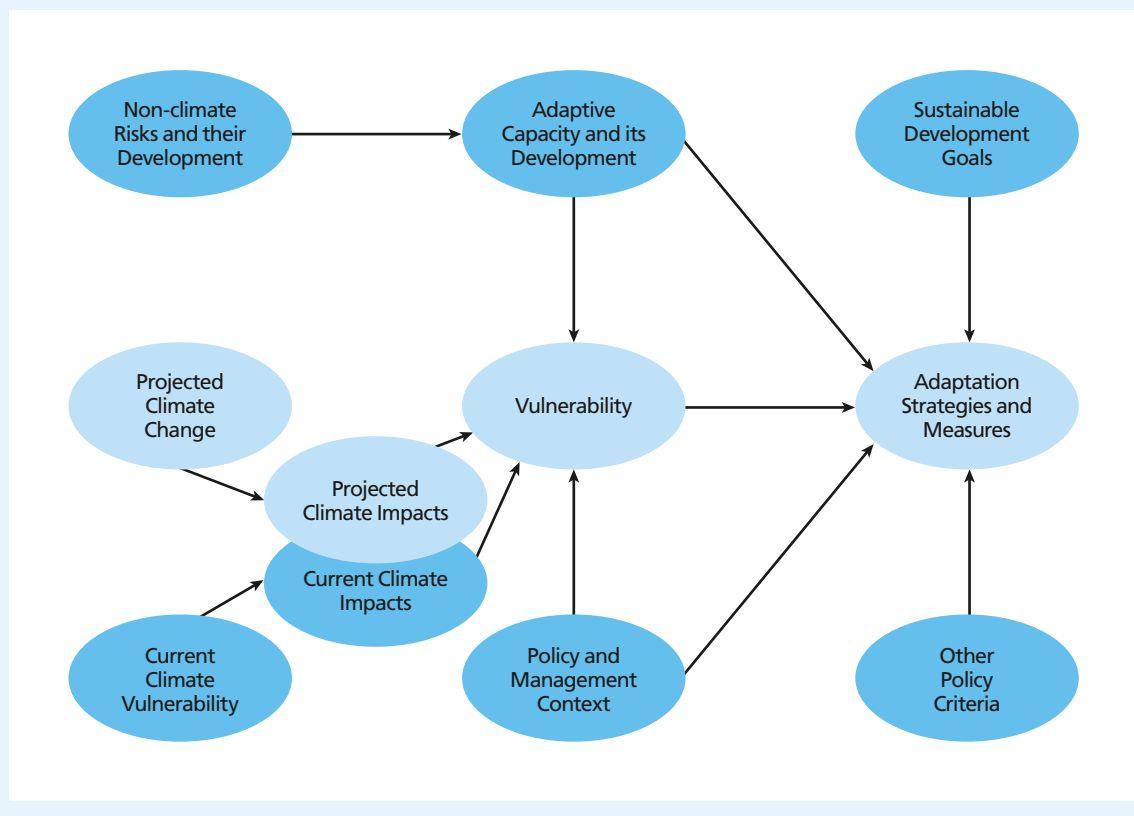 Non-climate
Risks and their
Development
Adaptive
Capacity and its
Development
Sustainable
Development
Goals
Projected
Climate
Change
Vulnerability
Adaptation
Strategies and
Measures
Projected
Climate Impacts
Current Climate
Impacts
Current
Climate
Vulnerability
Policy and
Management
Context
Other
Policy
Criteria